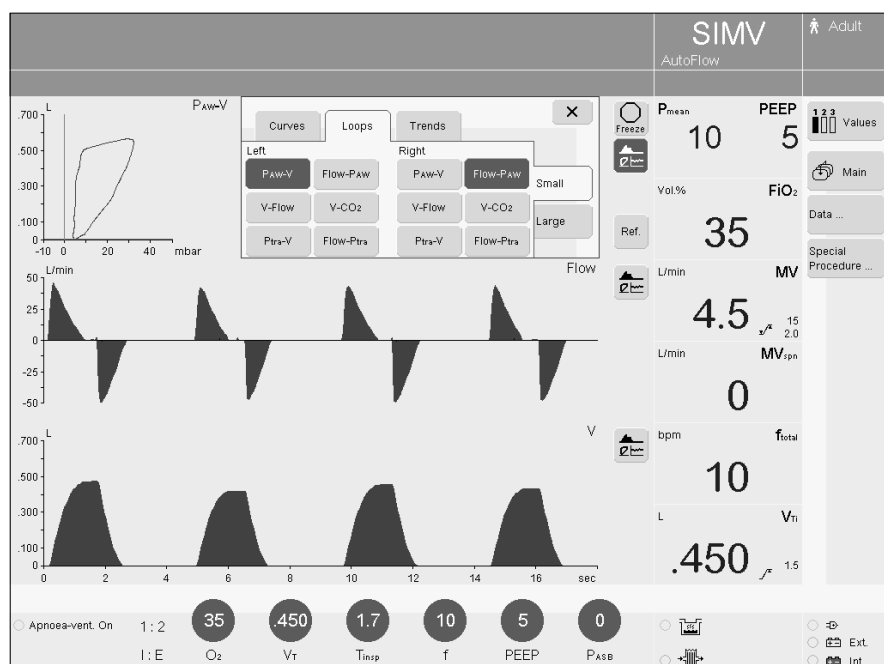 SIMV
AutoFlow
Adult
L
PAW-V
.700
.500
.300
.100
0
-10 0 20 40 mbar
Curves Loops Trends
Left Right
PAW-V Flow-PAW PAW-V Flow-PAW
V-Flow V-CO2 V-Flow V-CO2
Ptra-V Flow-Ptra Ptra-V Flow-Ptra
Small
Large
Freeze
Ref.
Pmean PEEP
10 5
Vol.% FiO2
35
L/min MV
4.5 15
2.0
L/min MVspn
0
bpm ftotal
10
L VTi
.450 1.5
1 2 3
Values
Main
Data ...
Special
Procedure ...
L/min Flow
50
25
0
-25
-50
L V
.700
.500
.300
.100
0
0 2 4 6 8 10 12 14 16 sec
Apnoea-vent. On
1 : 2 35 .450 1.7 10 5 0
I : E O2 VT Tinsp f PEEP PASB
Ext.
Int.